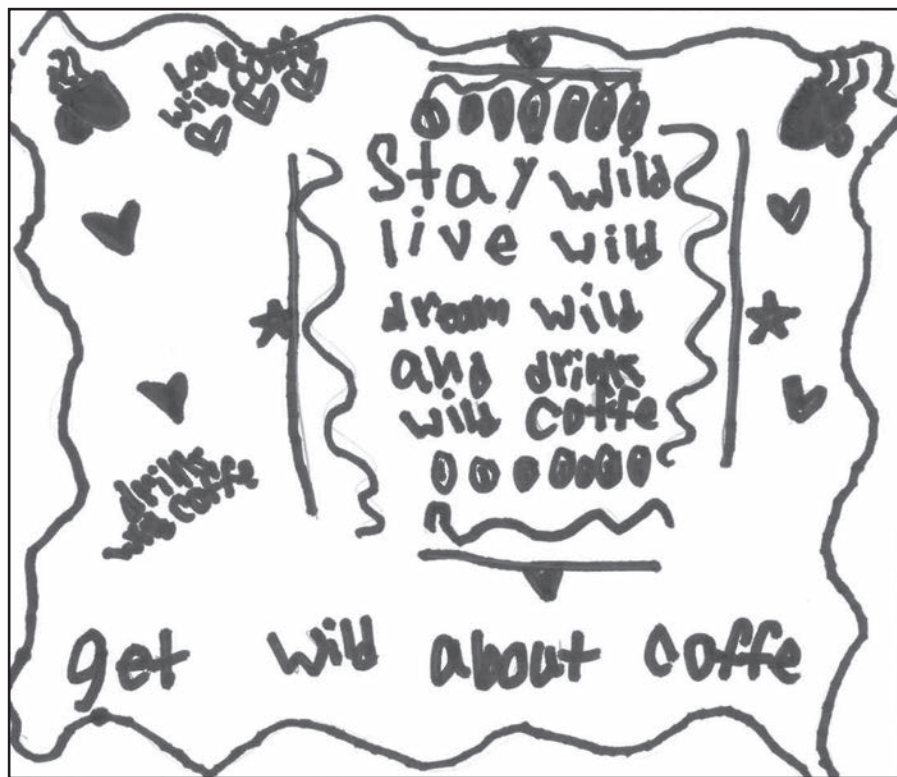 Love
wild coffe
Stay wild
live wild
dream wild
and drink
wild coffe
drink
wild coffe
get wild about coffe